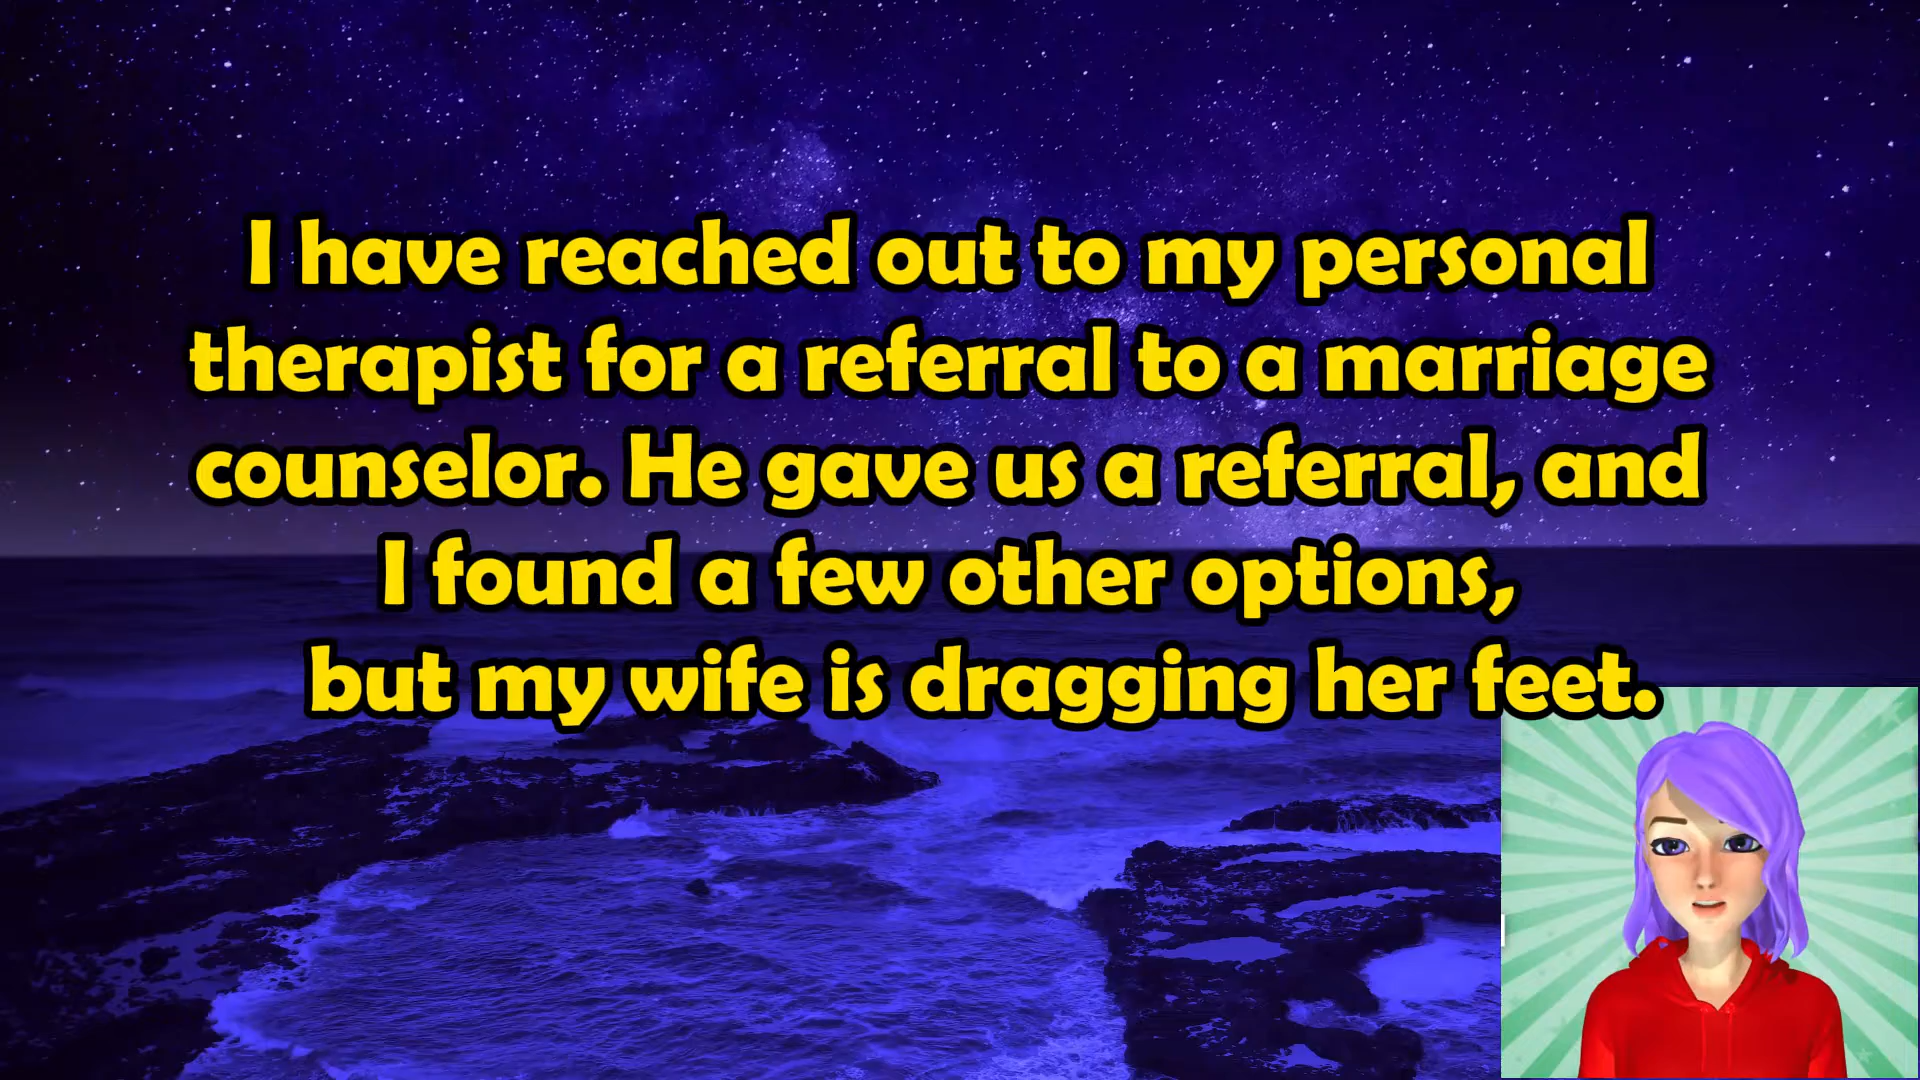 I have reached out to my personal
therapist for a referral to a marriage
counselor. He gave us a referral, and
I found a few other options,
but my wife is dragging her feet.